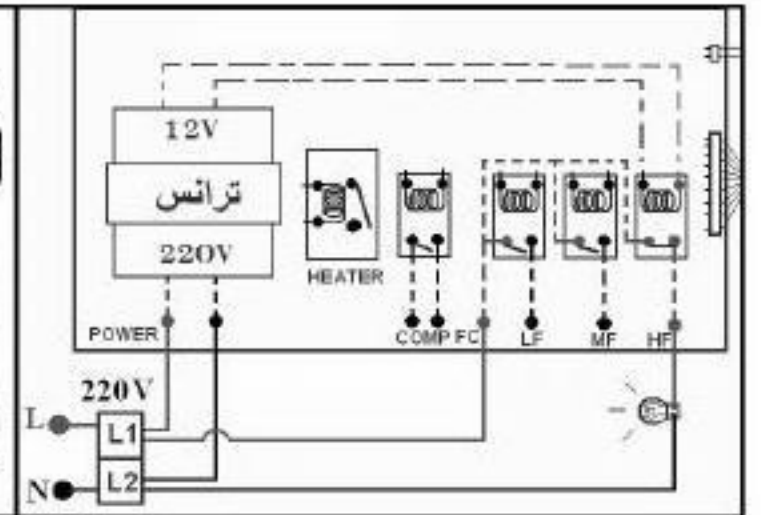 12V
ترانس
220V
HEATER
POWER
COMP FC LF MF HF
220V
L L1
N L2